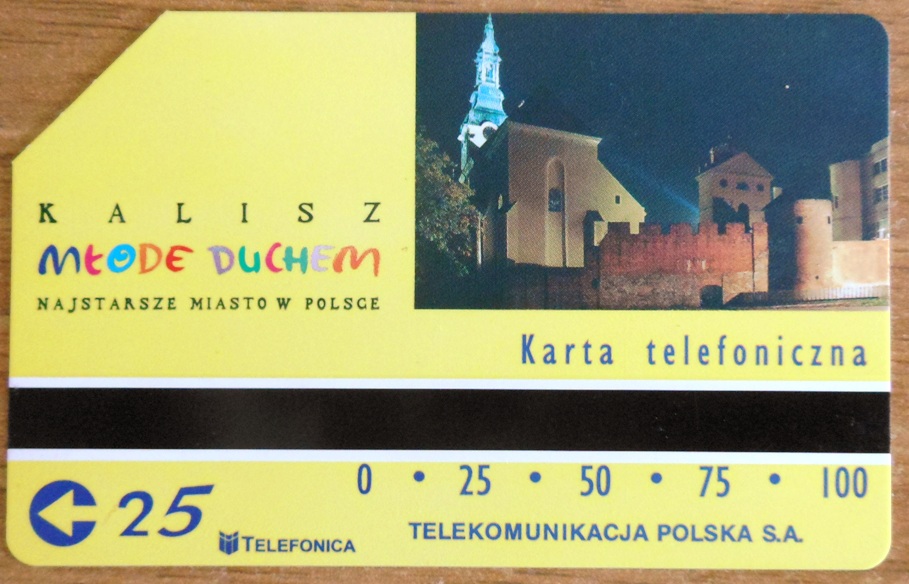 KALISZ
MŁODE DUCHEM
NAJSTARSZE MIASTO W POLSCE
Karta telefoniczna
0 • 25 • 50 • 75 • 100
25
TELEFONICA
TELEKOMUNIKACJA POLSKA S.A.